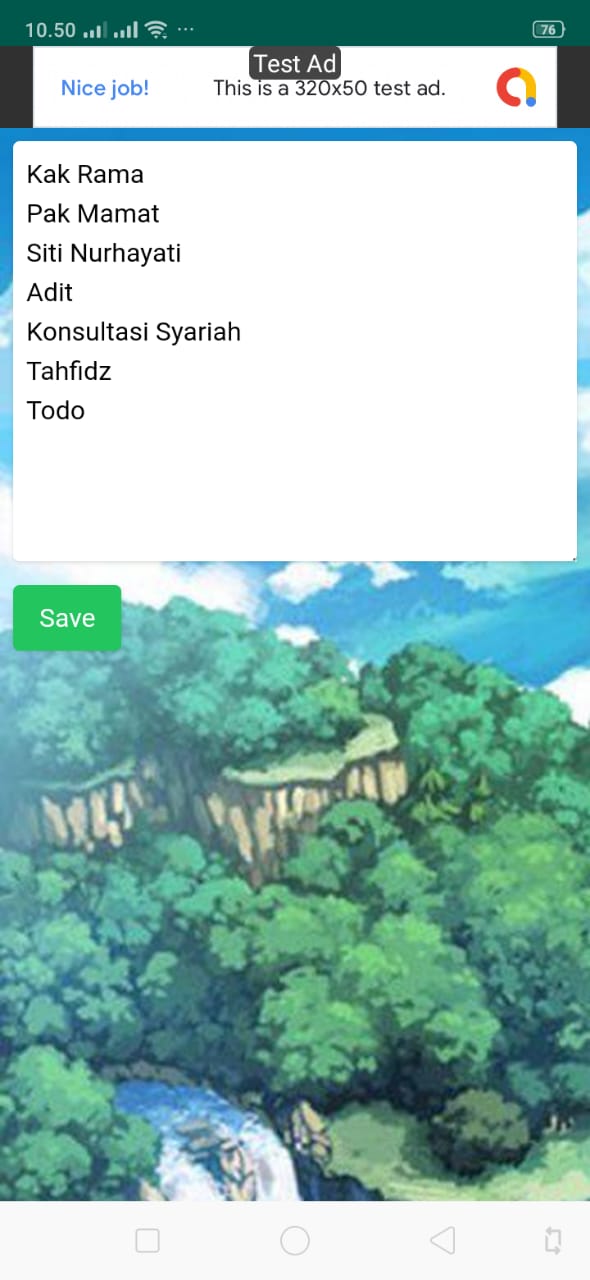 10.50
76
Test Ad
Nice job!
This is a 320x50 test ad.
Kak Rama
Pak Mamat
Siti Nurhayati
Adit
Konsultasi Syariah
Tahfidz
Todo
Save